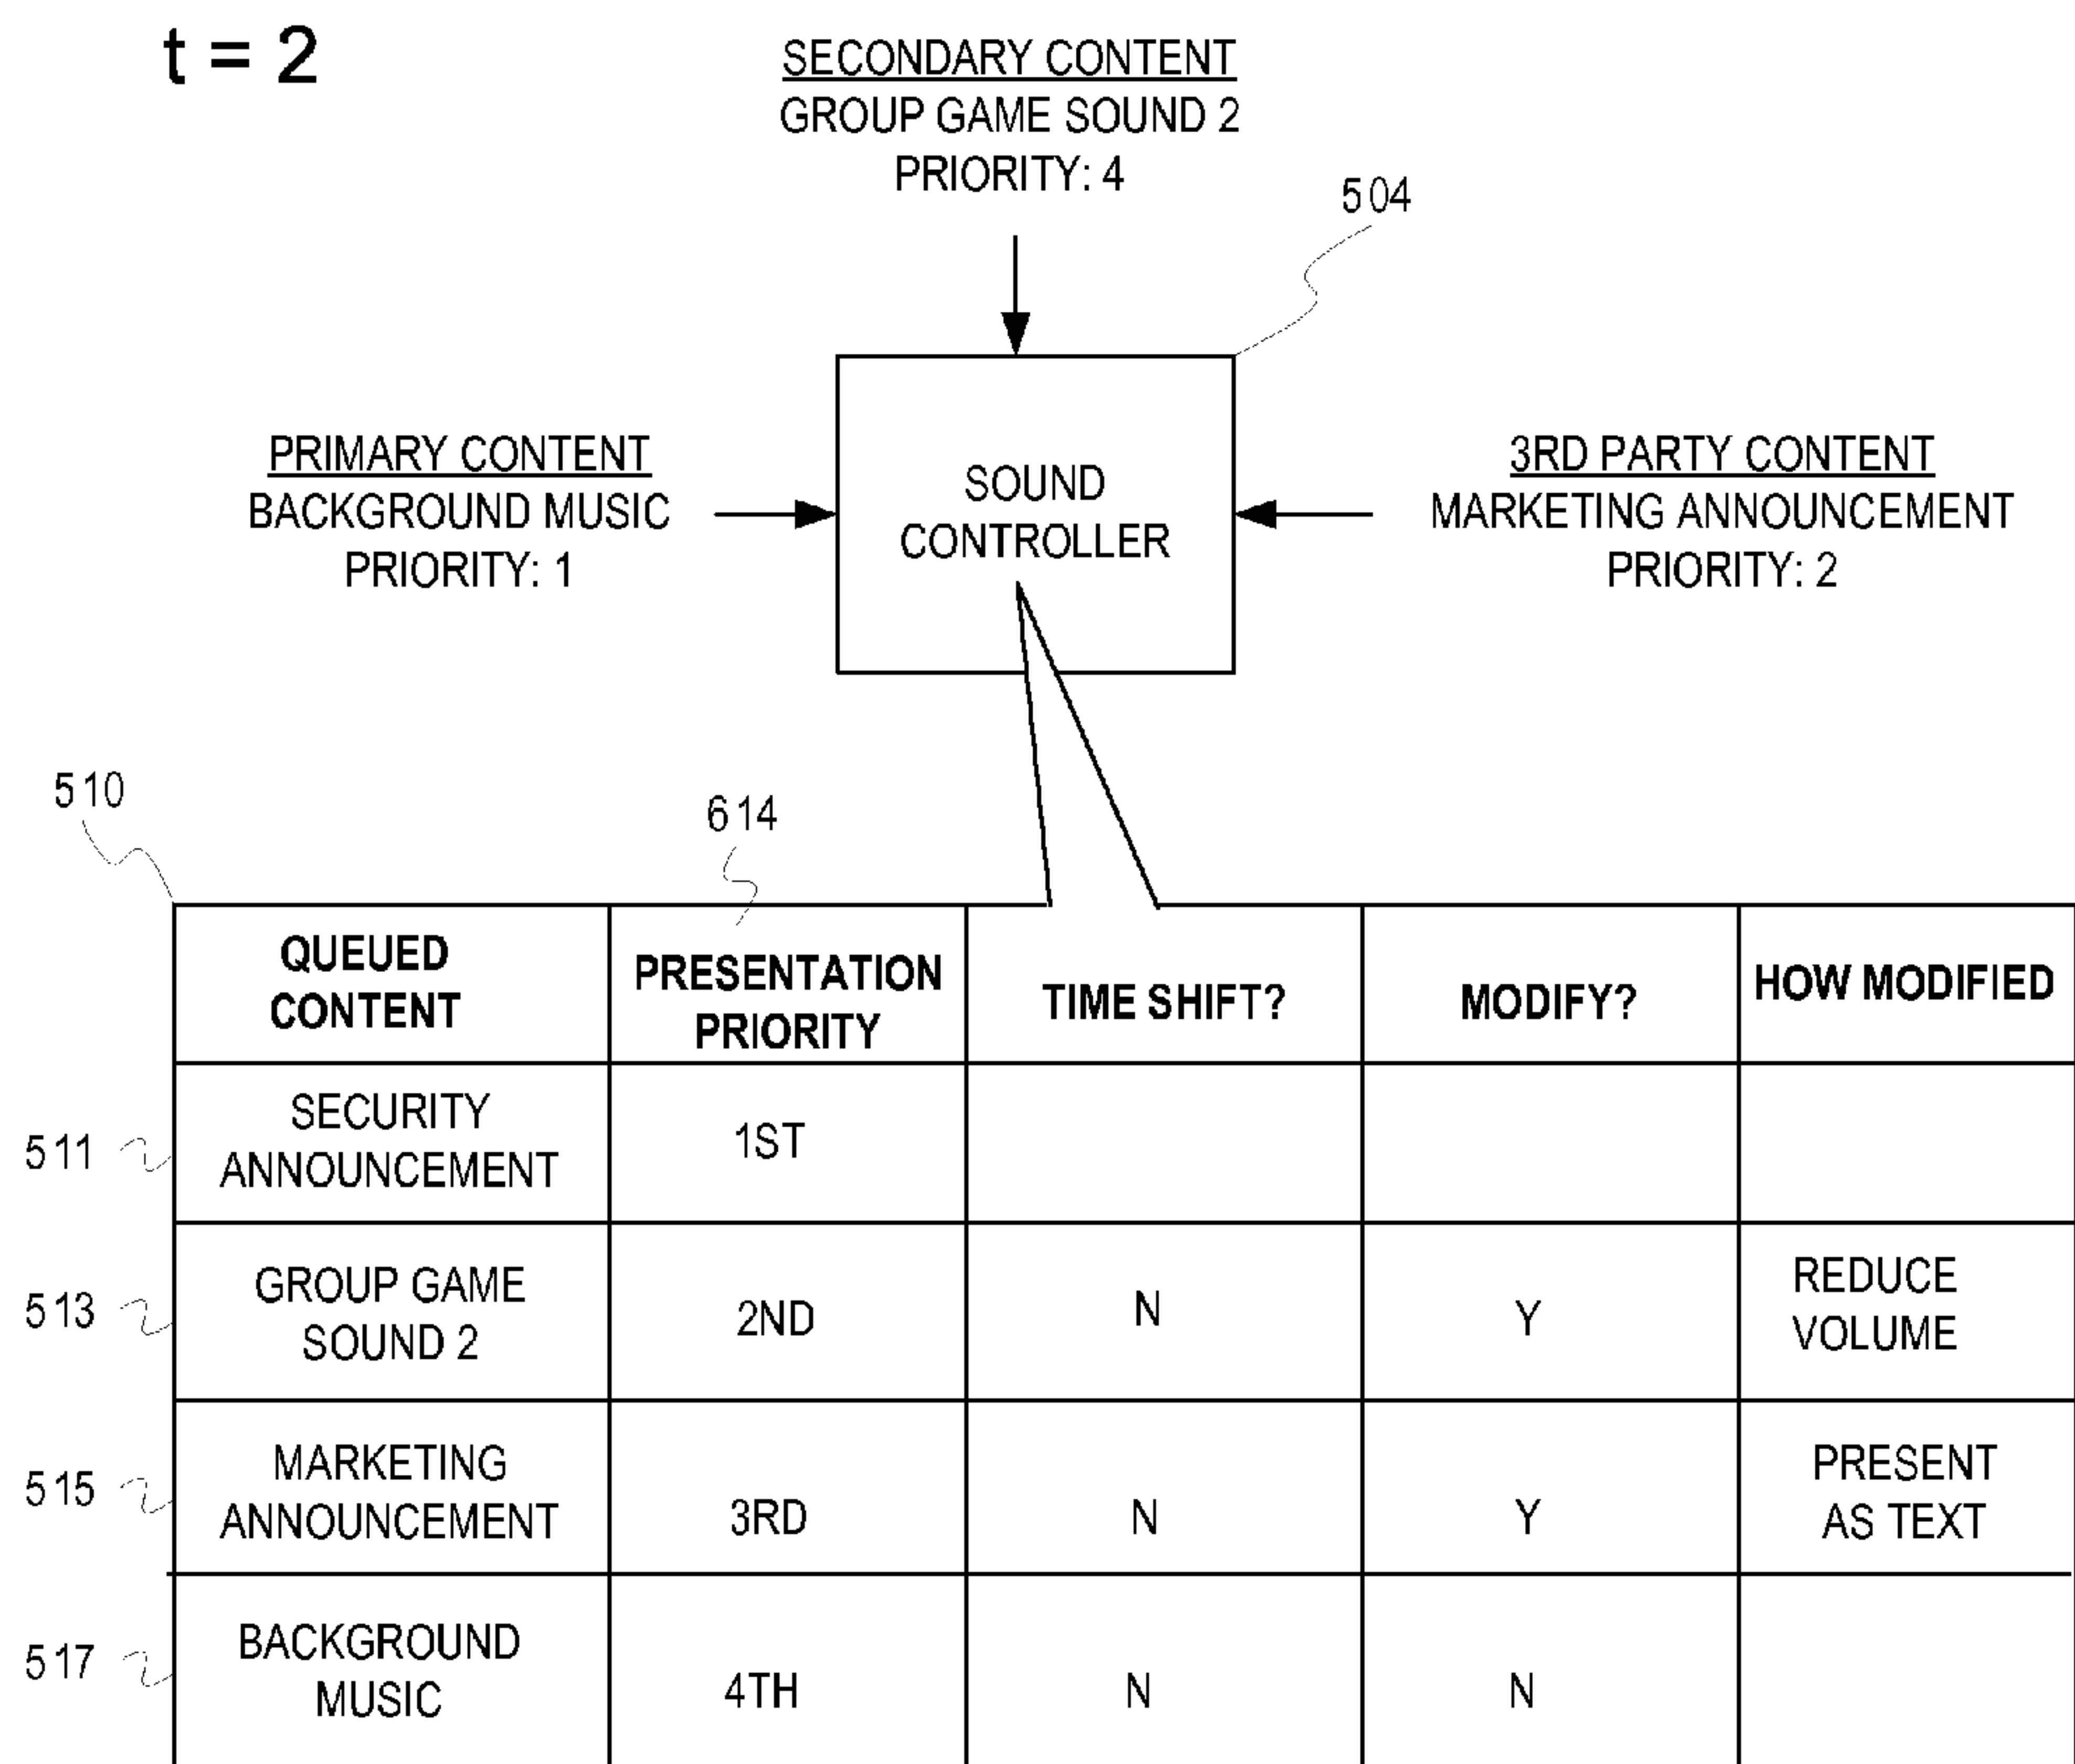 t = 2
SECONDARY CONTENT
GROUP GAME SOUND 2
PRIORITY: 4
504
PRIMARY CONTENT
BACKGROUND MUSIC
PRIORITY: 1
SOUND
CONTROLLER
3RD PARTY CONTENT
MARKETING ANNOUNCEMENT
PRIORITY: 2
510
614
QUEUED
CONTENT
PRESENTATION
PRIORITY
TIME SHIFT?
MODIFY?
HOW MODIFIED
511
SECURITY
ANNOUNCEMENT
1ST
513
GROUP GAME
SOUND 2
2ND
N
Y
REDUCE
VOLUME
515
MARKETING
ANNOUNCEMENT
3RD
N
Y
PRESENT
AS TEXT
517
BACKGROUND
MUSIC
4TH
N
N